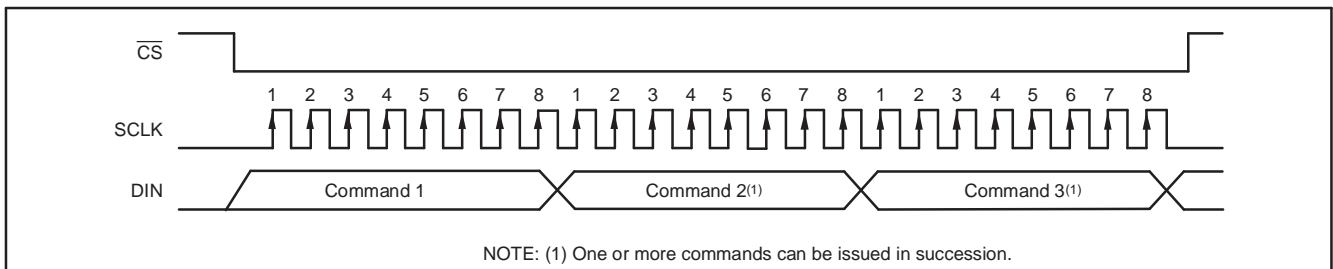 CS
1 2 3 4 5 6 7 8 1 2 3 4 5 6 7 8 1 2 3 4 5 6 7 8
SCLK
DIN Command 1 Command 2(1) Command 3(1)
NOTE: (1) One or more commands can be issued in succession.